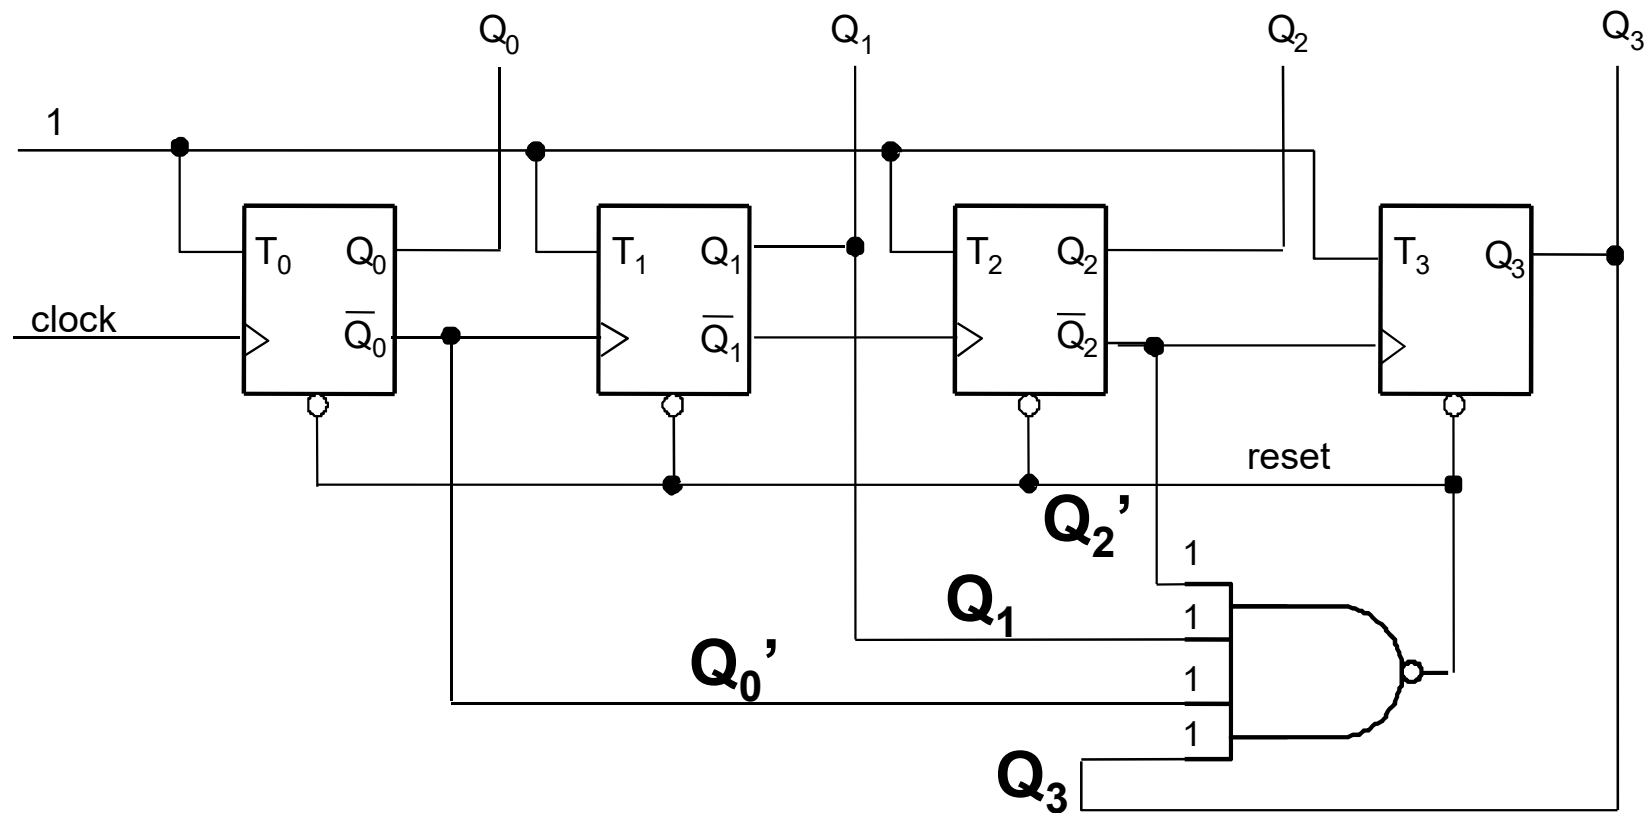 Q₀ Q₁ Q₂ Q₃
1
T₀ Q₀ T₁ Q₁ T₂ Q₂ T₃ Q₃
clock Q̅₀ Q̅₁ Q̅₂
reset
Q₂’
1
Q₁ 1
Q₀’ 1
1
Q₃